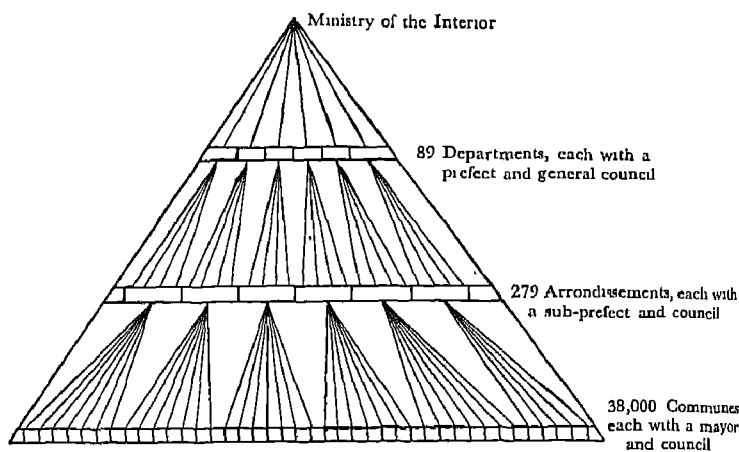 Ministry of the Interior
89 Departments, each with a
prefect and general council
279 Arrondissements, each with
a sub-prefect and council
38,000 Communes
each with a mayor
and council